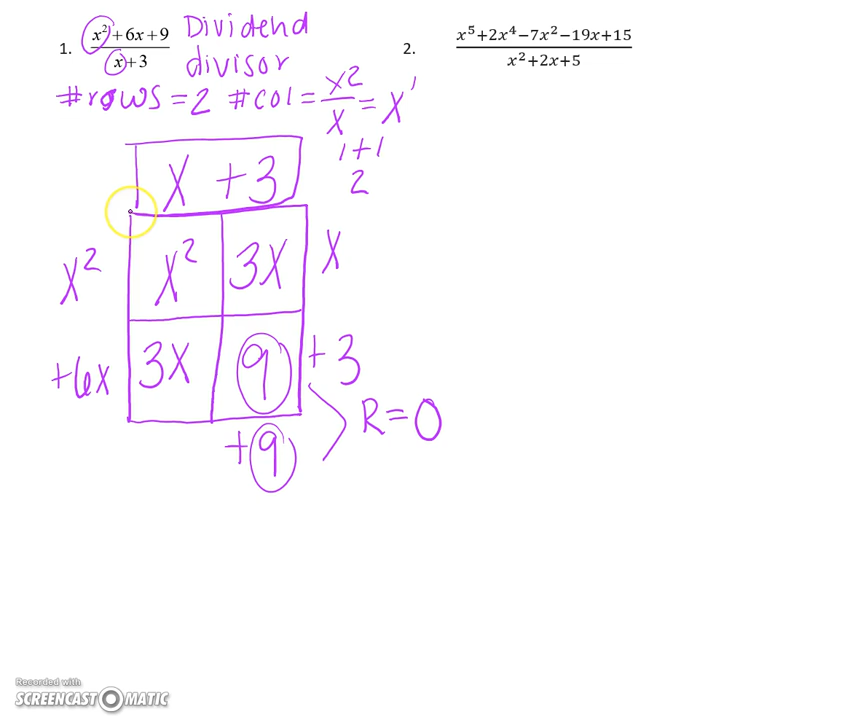 1. x²+6x+9 / x+3 Dividend divisor
2. x⁵+2x⁴−7x²−19x+15 / x²+2x+5
#rows = 2 #col = x²/x = x¹
1+1
2
x +3
x² x² 3x x
+6x 3x 9 +3
R=0
+9
Recorded with
SCREENCAST-O-MATIC